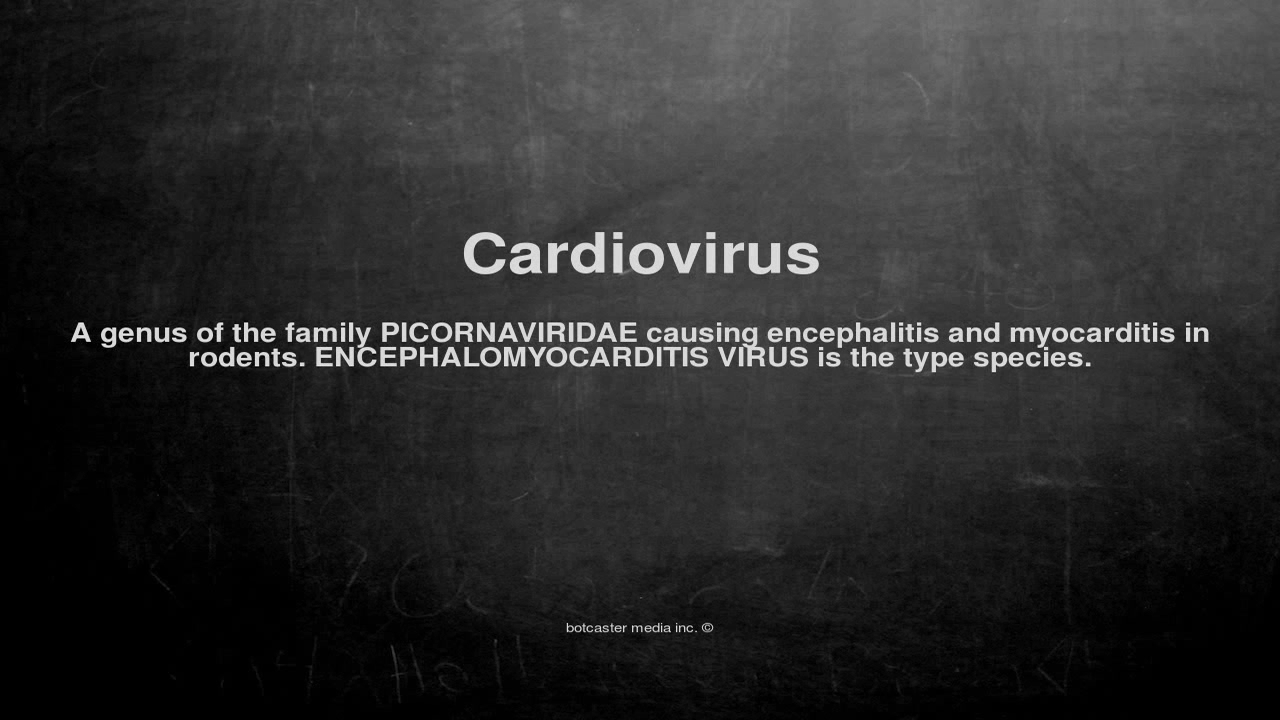 Cardiovirus
A genus of the family PICORNAVIRIDAE causing encephalitis and myocarditis in
rodents. ENCEPHALOMYOCARDITIS VIRUS is the type species.
botcaster media inc. ©